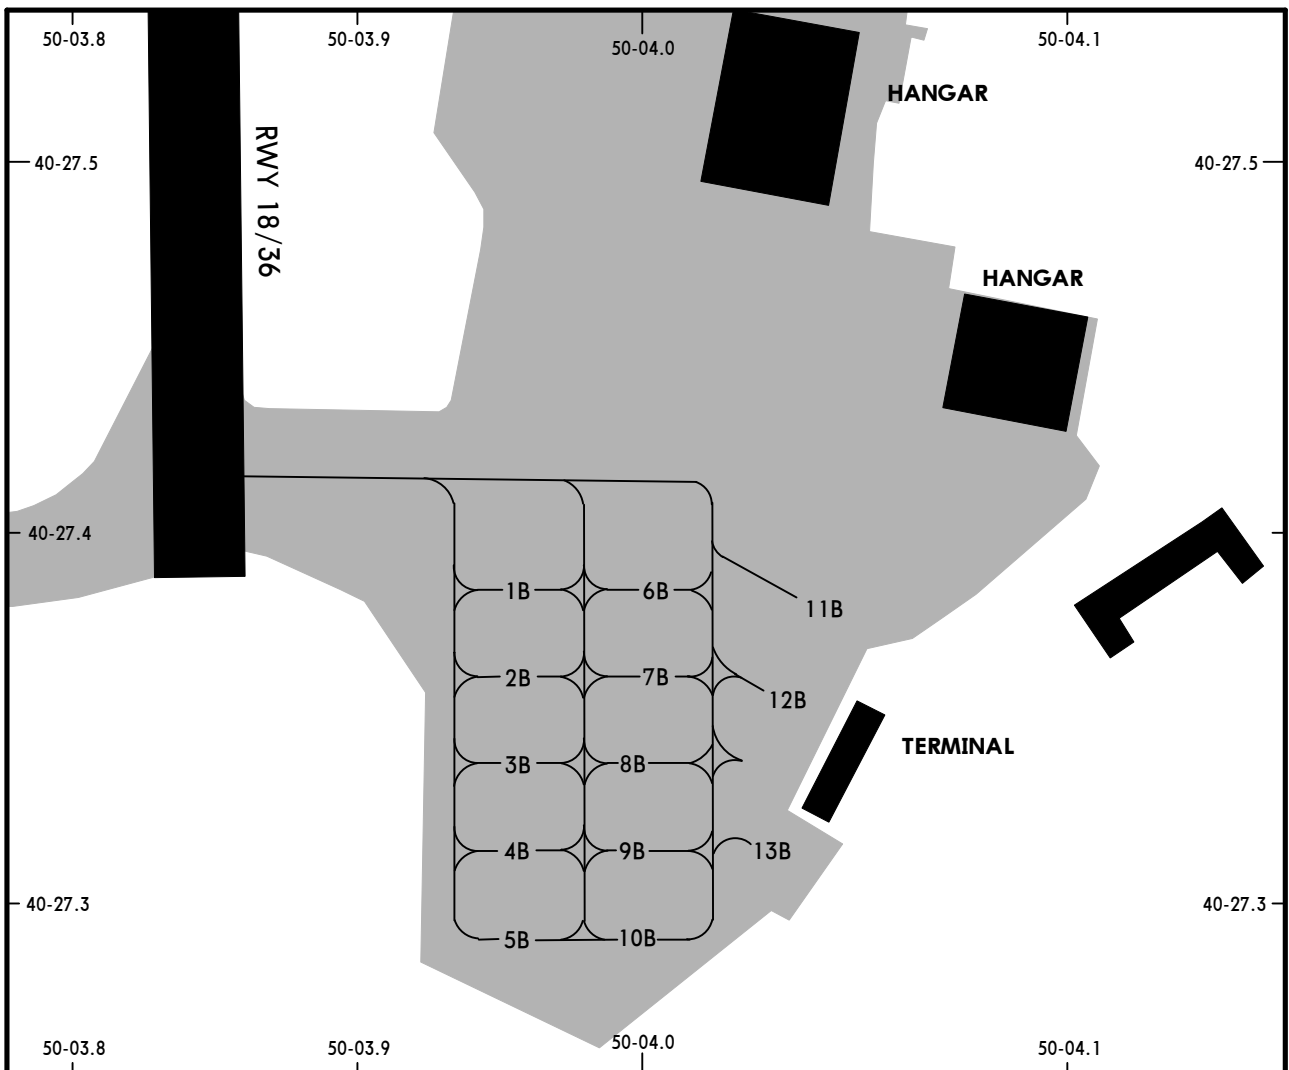 50-03.8
50-03.9
50-04.0
50-04.1
HANGAR
RWY 18/36
40-27.5
40-27.5
HANGAR
40-27.4
1B
6B
11B
2B
7B
12B
TERMINAL
3B
8B
4B
9B
13B
40-27.3
40-27.3
5B
10B
50-03.8
50-03.9
50-04.0
50-04.1